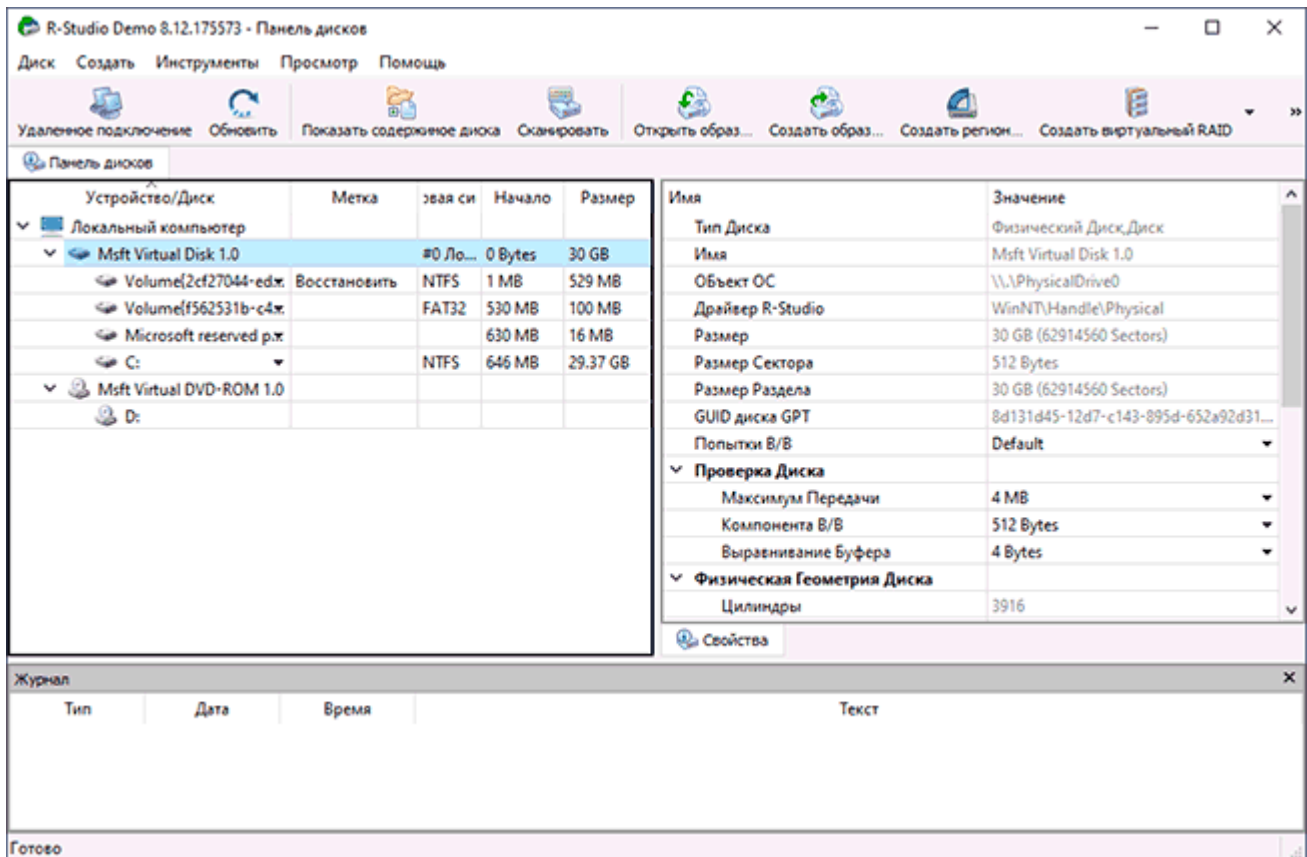 R-Studio Demo 8.12.175573 - Панель дисков
Диск Создать Инструменты Просмотр Помощь
Удаленное подключение Обновить Показать содержимое диска Сканировать Открыть образ... Создать образ... Создать регион... Создать виртуальный RAID
Панель дисков
Устройство/Диск Метка овая си Начало Размер
Локальный компьютер
Msft Virtual Disk 1.0 #0 Ло... 0 Bytes 30 GB
Volume{2cf27044-ed Восстановить NTFS 1 MB 529 MB
Volume{f562531b-c4 FAT32 530 MB 100 MB
Microsoft reserved p 630 MB 16 MB
C: NTFS 646 MB 29.37 GB
Msft Virtual DVD-ROM 1.0
D:
Имя Значение
Тип Диска Физический Диск,Диск
Имя Msft Virtual Disk 1.0
Объект ОС \\.\PhysicalDrive0
Драйвер R-Studio WinNT\Handle\Physical
Размер 30 GB (62914560 Sectors)
Размер Сектора 512 Bytes
Размер Раздела 30 GB (62914560 Sectors)
GUID диска GPT 8d131d45-12d7-c143-895d-652a92d31...
Попытки В/В Default
Проверка Диска
Максимум Передачи 4 MB
Компонента В/В 512 Bytes
Выравнивание Буфера 4 Bytes
Физическая Геометрия Диска
Цилиндры 3916
Свойства
Журнал
Тип Дата Время Текст
Готово